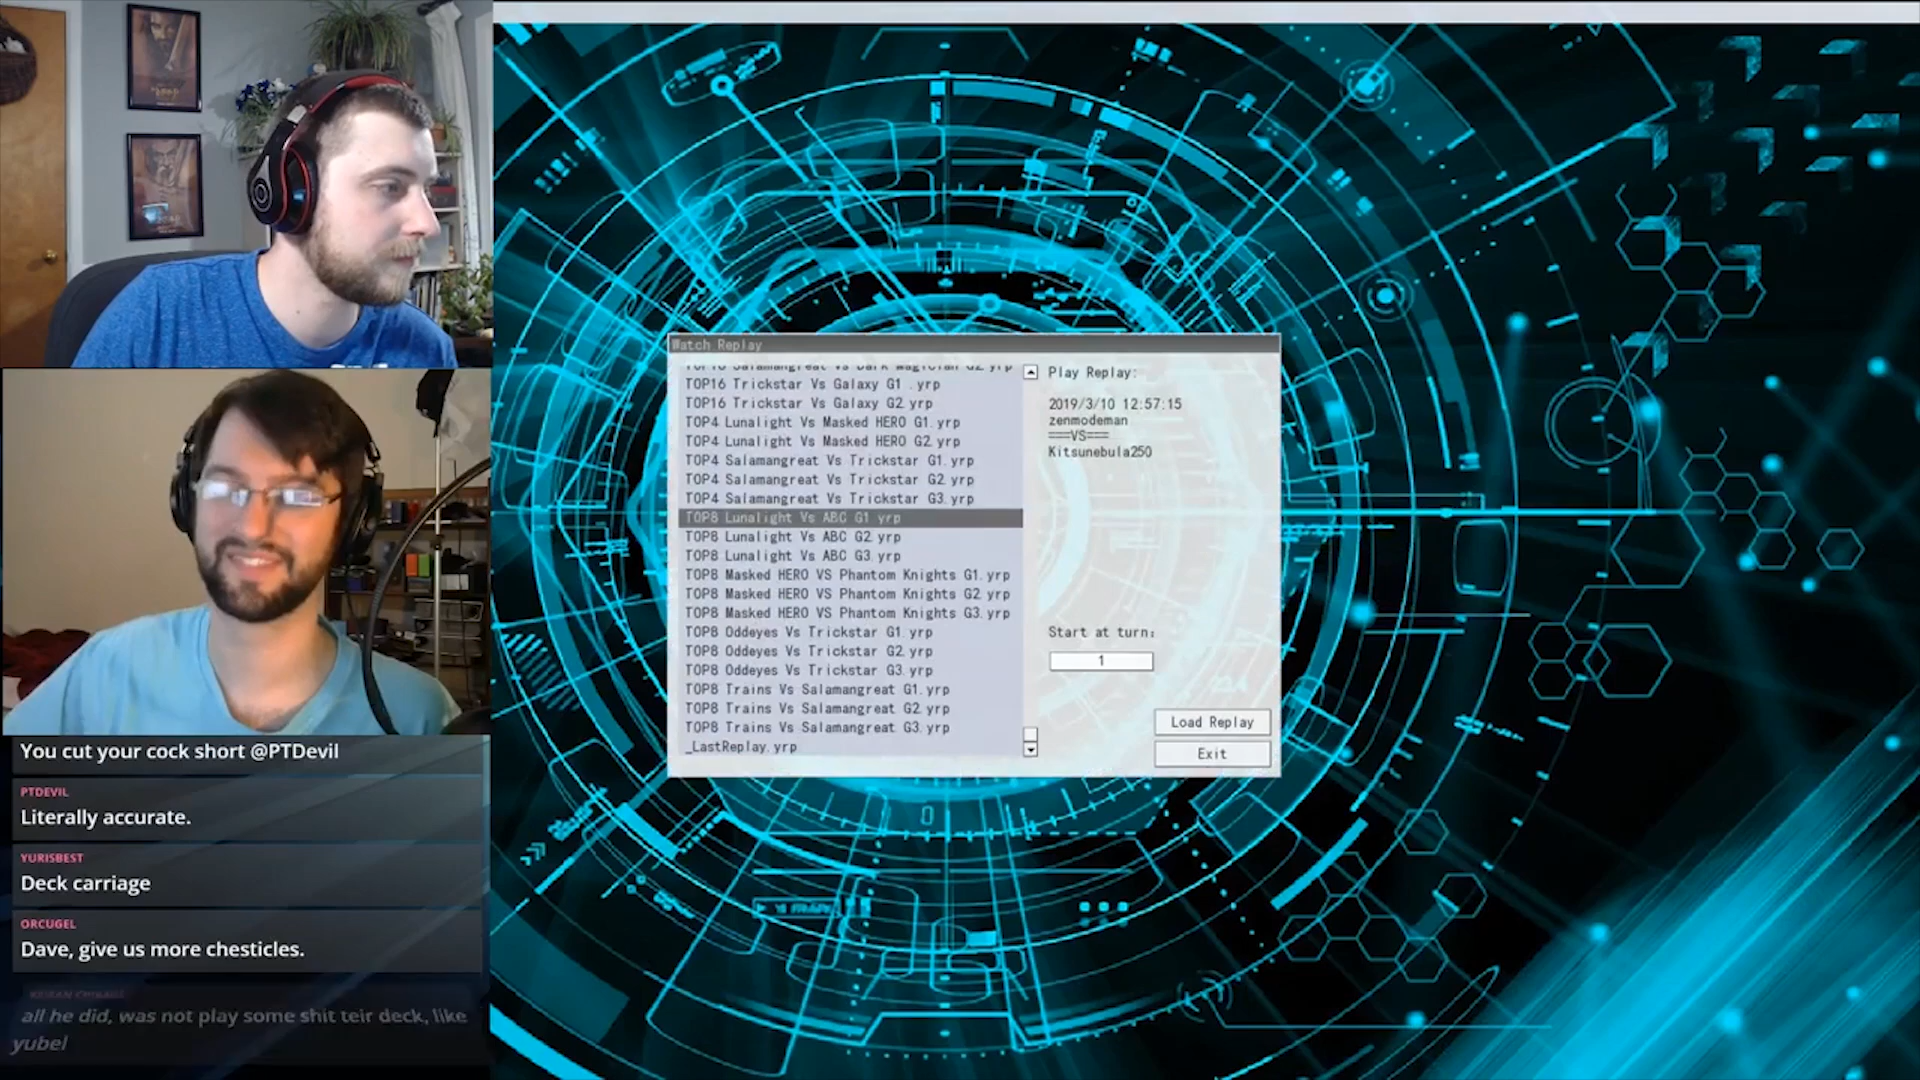 You cut your cock short @PTDevil
PTDEVIL
Literally accurate.
YURISBEST
Deck carriage
ORCUGEL
Dave, give us more chesticles.
all he did, was not play some shit teir deck, like
yubel
Watch Replay
TOP16 Salamangreat Vs Dark Magician G2.yrp
TOP16 Trickstar Vs Galaxy G1 .yrp
TOP16 Trickstar Vs Galaxy G2.yrp
TOP4 Lunalight Vs Masked HERO G1.yrp
TOP4 Lunalight Vs Masked HERO G2.yrp
TOP4 Salamangreat Vs Trickstar G1.yrp
TOP4 Salamangreat Vs Trickstar G2.yrp
TOP4 Salamangreat Vs Trickstar G3.yrp
TOP8 Lunalight Vs ABC G1.yrp
TOP8 Lunalight Vs ABC G2.yrp
TOP8 Lunalight Vs ABC G3.yrp
TOP8 Masked HERO VS Phantom Knights G1.yrp
TOP8 Masked HERO VS Phantom Knights G2.yrp
TOP8 Masked HERO VS Phantom Knights G3.yrp
TOP8 Oddeyes Vs Trickstar G1.yrp
TOP8 Oddeyes Vs Trickstar G2.yrp
TOP8 Oddeyes Vs Trickstar G3.yrp
TOP8 Trains Vs Salamangreat G1.yrp
TOP8 Trains Vs Salamangreat G2.yrp
TOP8 Trains Vs Salamangreat G3.yrp
_LastReplay.yrp
Play Replay:
2019/3/10 12:57:15
zenmodeman
===VS===
Kitsunebula250
Start at turn:
1
Load Replay
Exit